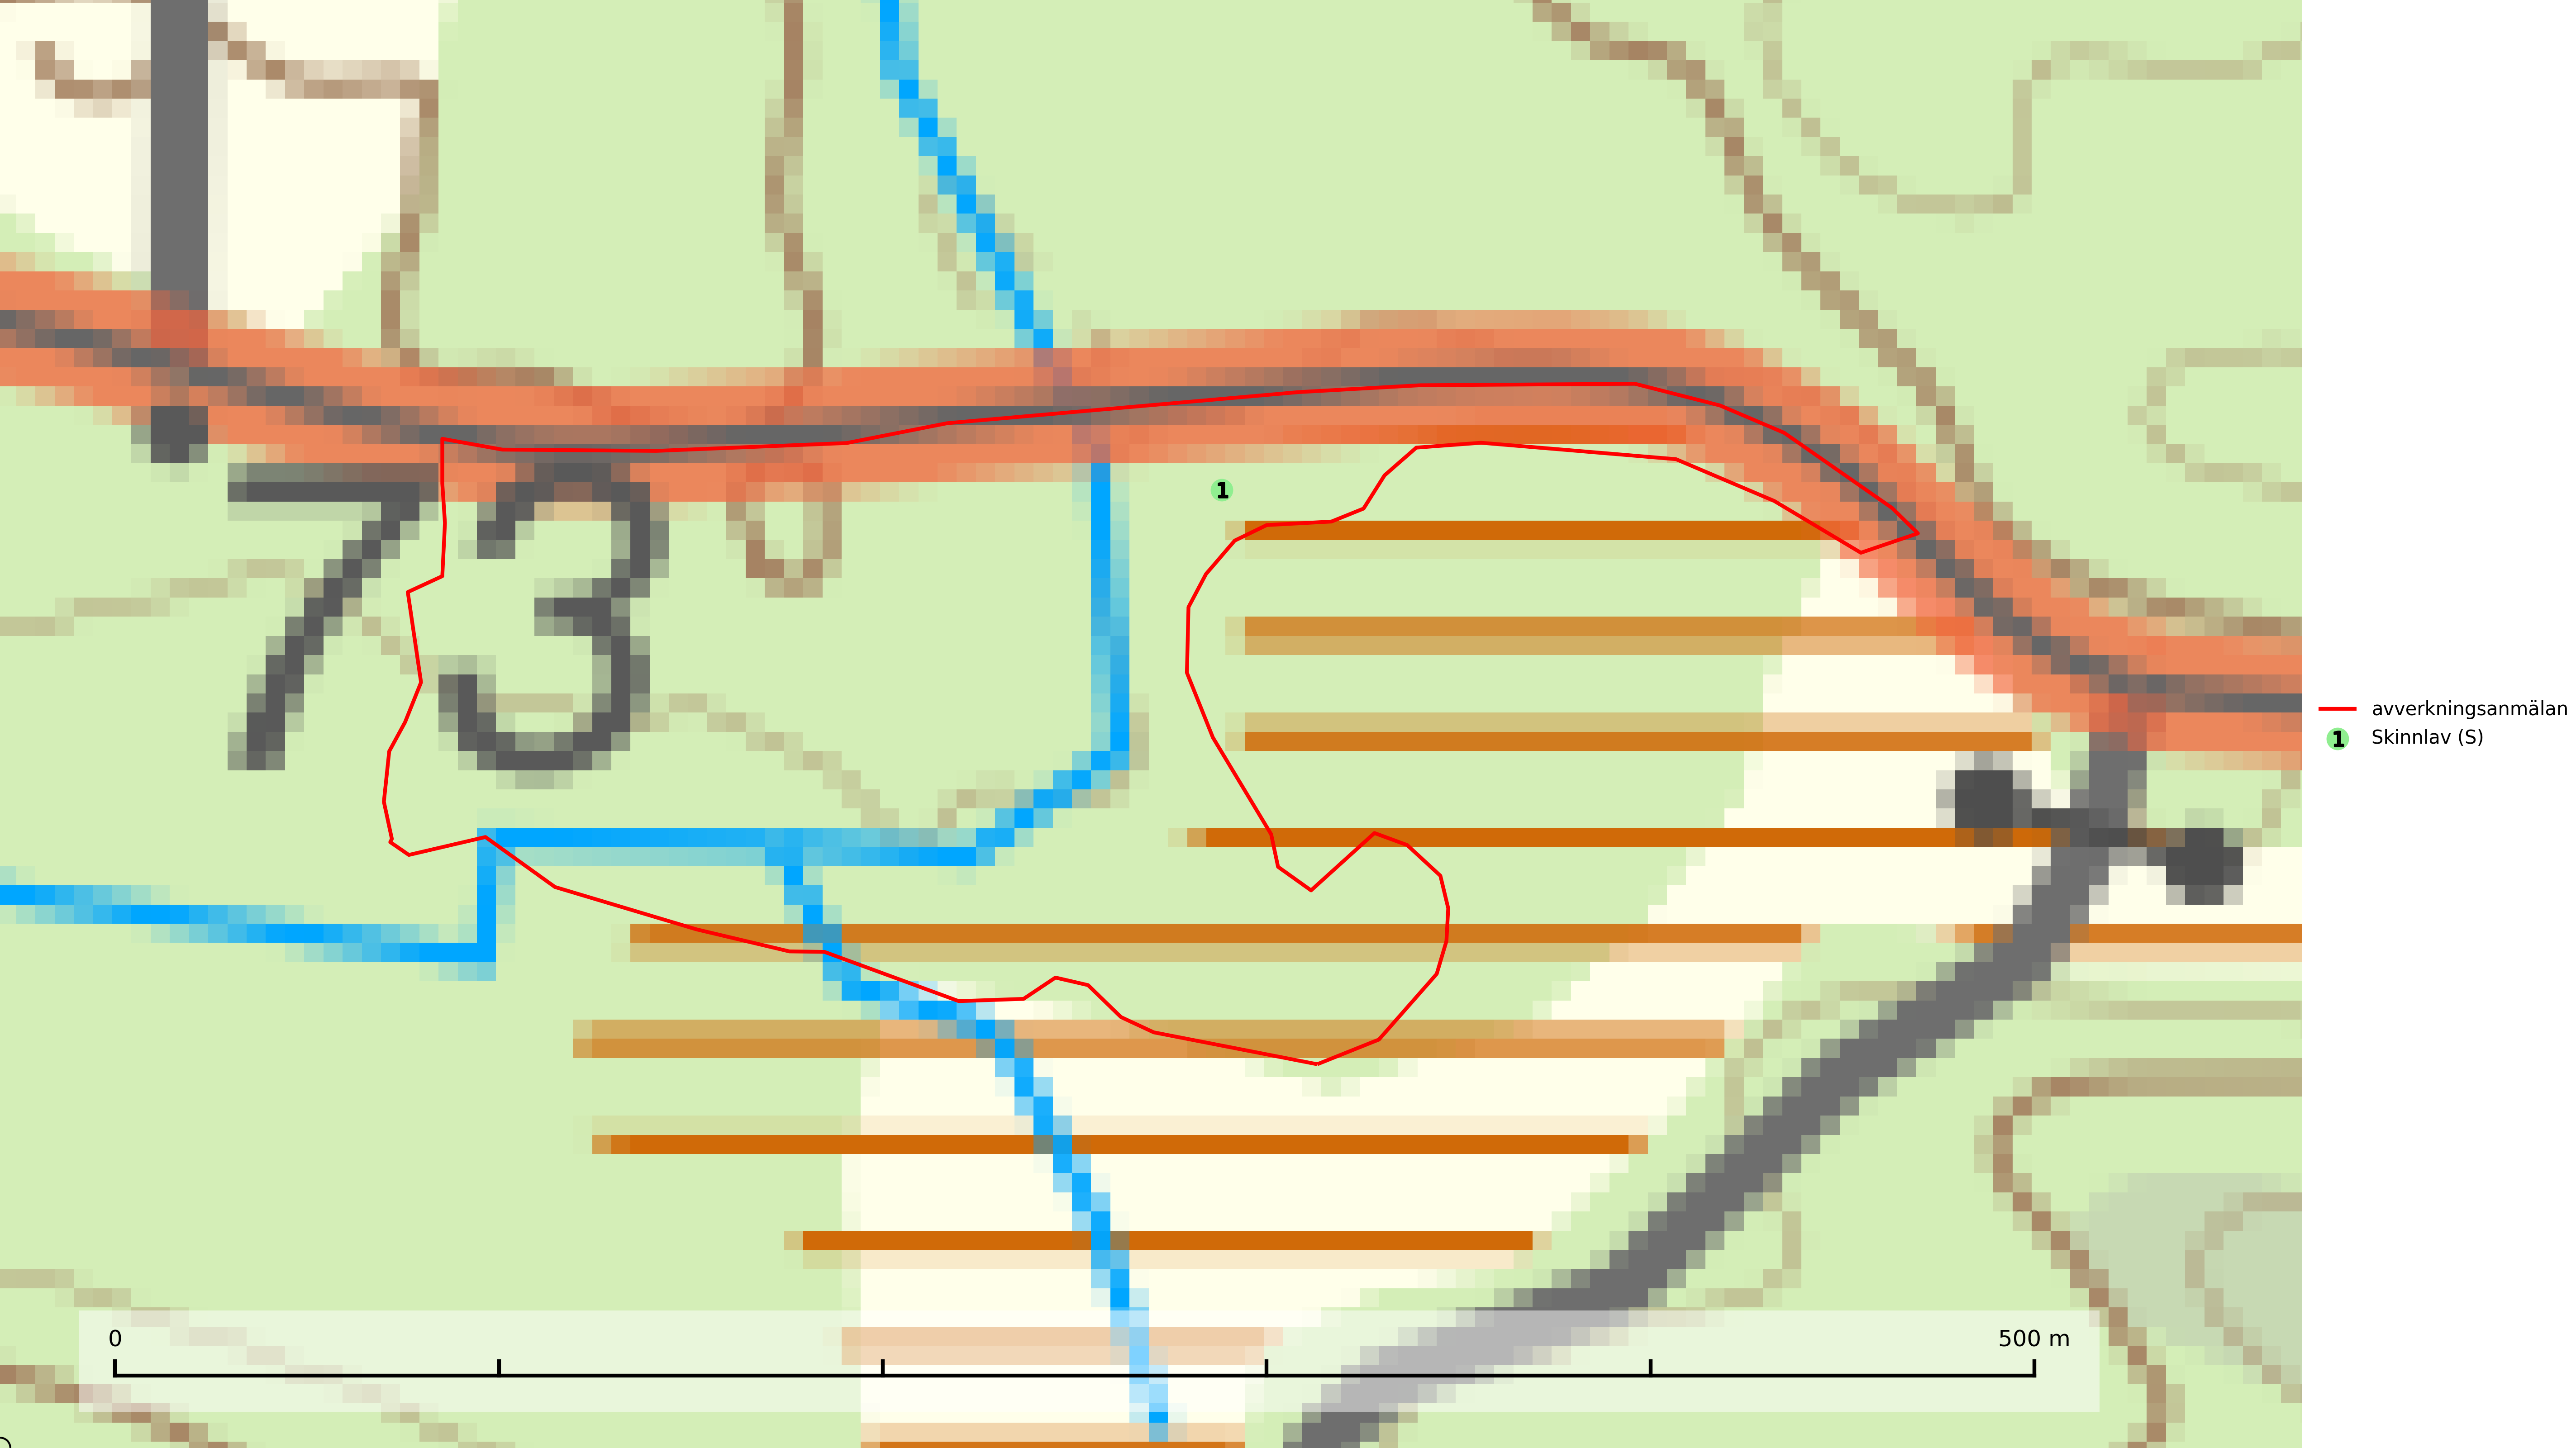 1
73
avverkningsanmälan
1 Skinnlav (S)
0 500 m